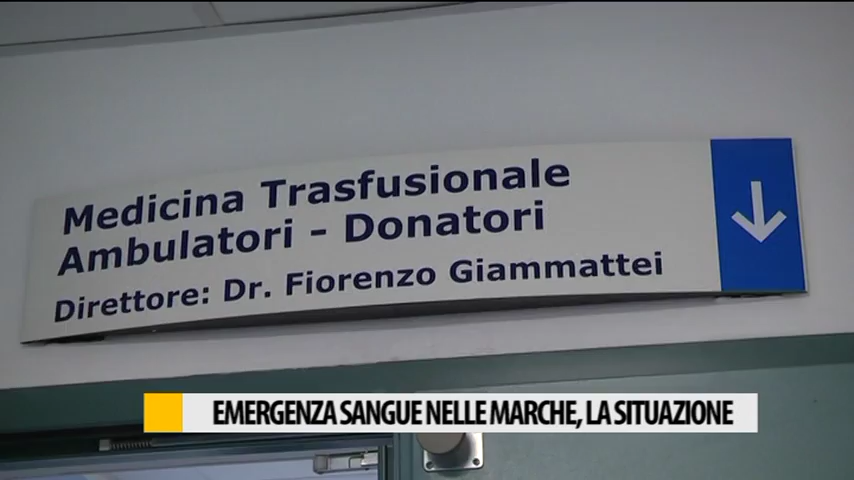 Medicina Trasfusionale
Ambulatori - Donatori
Direttore: Dr. Fiorenzo Giammattei
EMERGENZA SANGUE NELLE MARCHE, LA SITUAZIONE